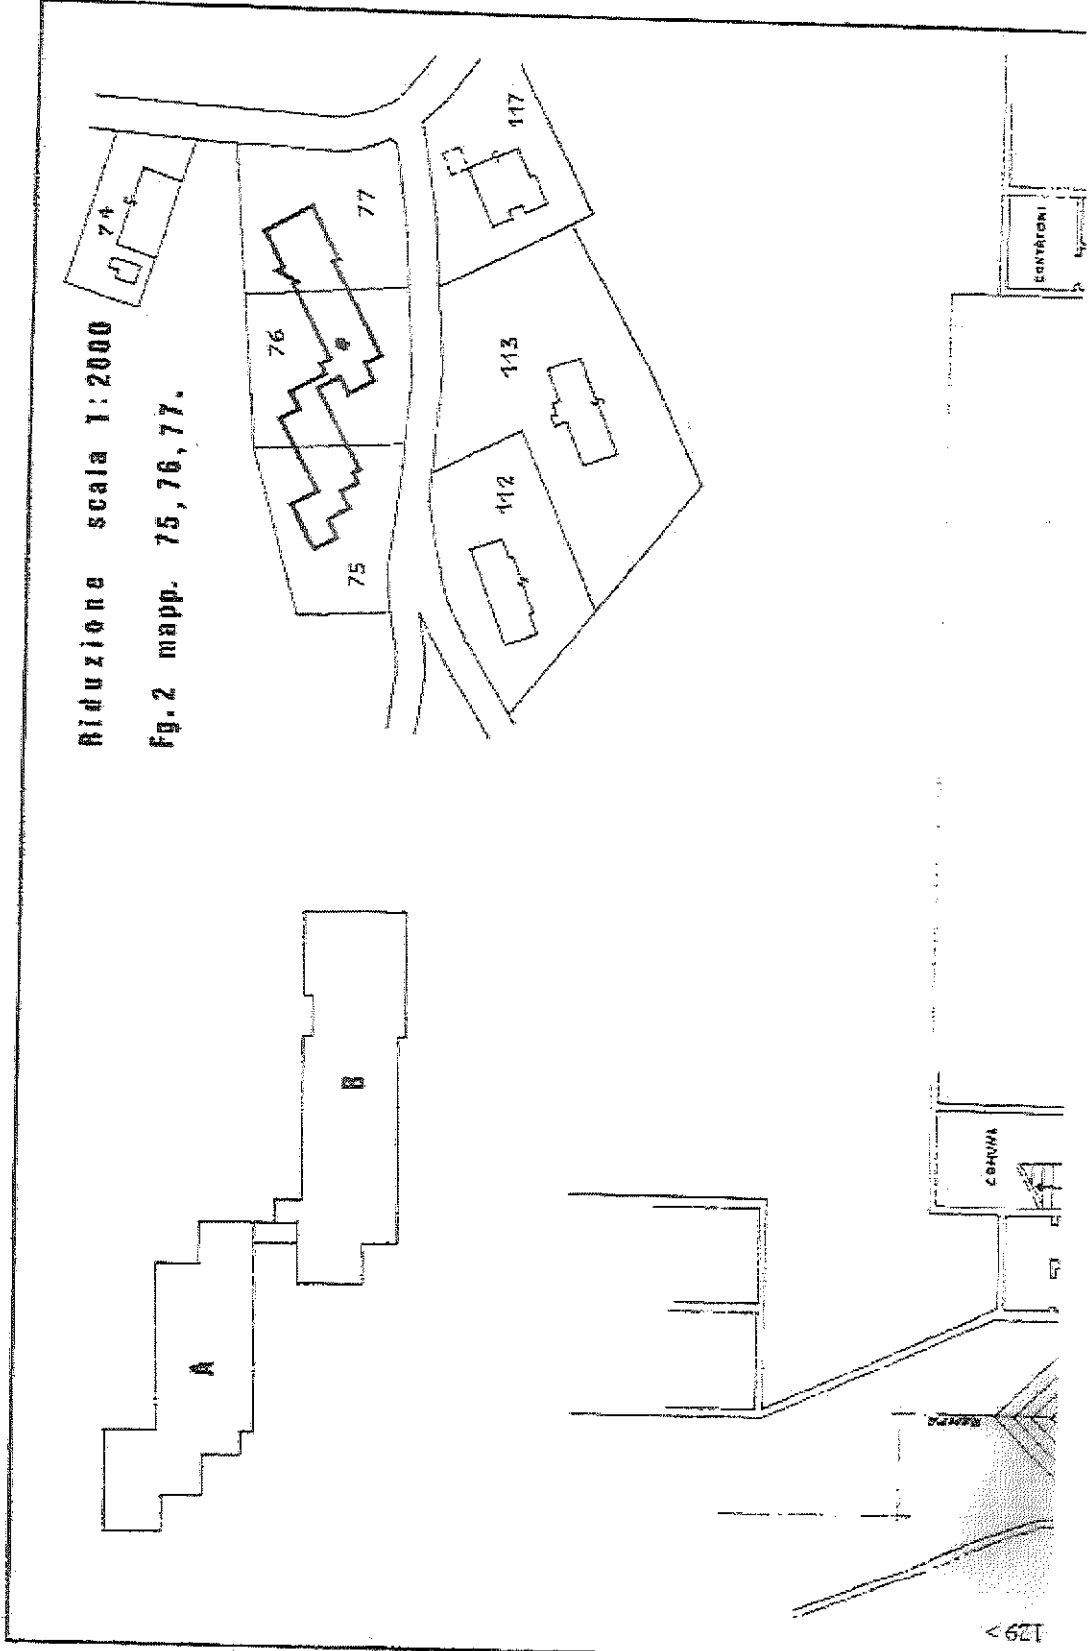 Riduzione scala 1:2000
Fg.2 mapp. 75,76,77.
74
77
117
76
113
112
75
B
A
CONTATORI
COMUNE
RAMPA
129 >